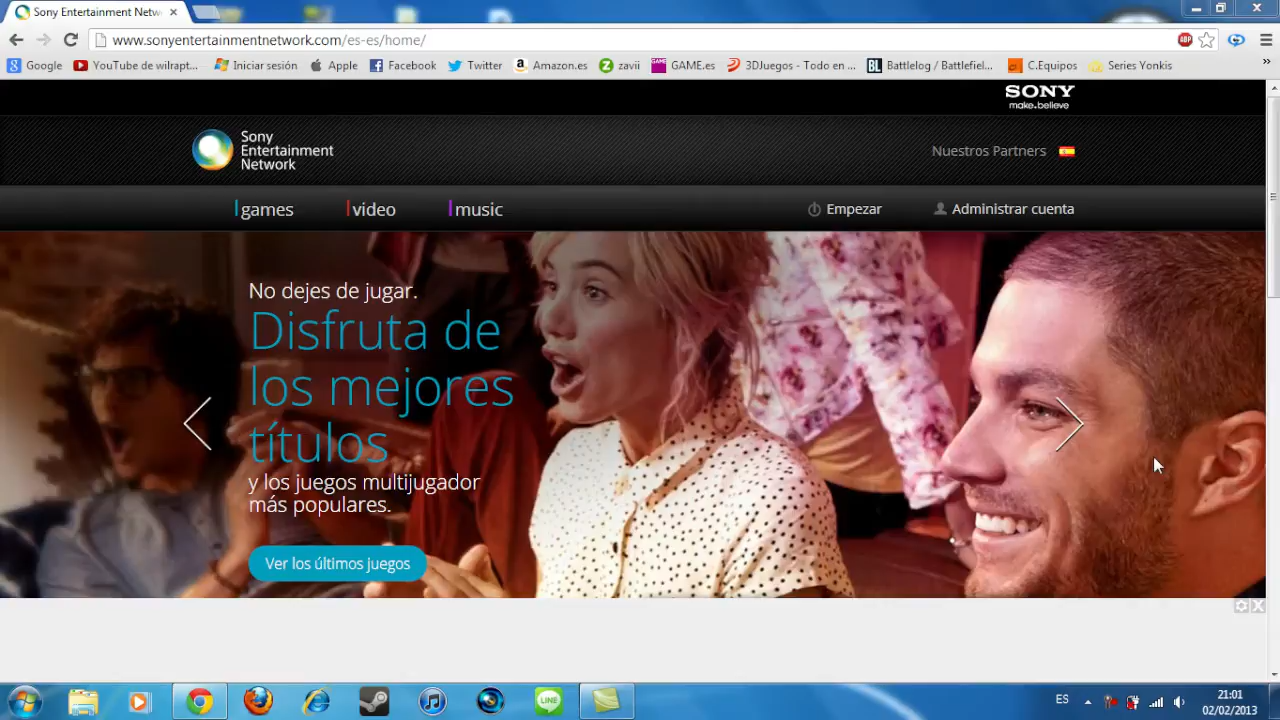 Sony Entertainment Netw
www.sonyentertainmentnetwork.com/es-es/home/
ABP
Google
YouTube de wilrapt...
Iniciar sesión
Apple
Facebook
Twitter
Amazon.es
zavii
GAME.es
3DJuegos - Todo en ...
Battlelog / Battlefiel...
C.Equipos
Series Yonkis
SONY
make.believe
Sony
Entertainment
Network
Nuestros Partners
games
video
music
Empezar
Administrar cuenta
No dejes de jugar.
Disfruta de
los mejores
títulos
y los juegos multijugador
más populares.
Ver los últimos juegos
LINE
ES
21:01
02/02/2013